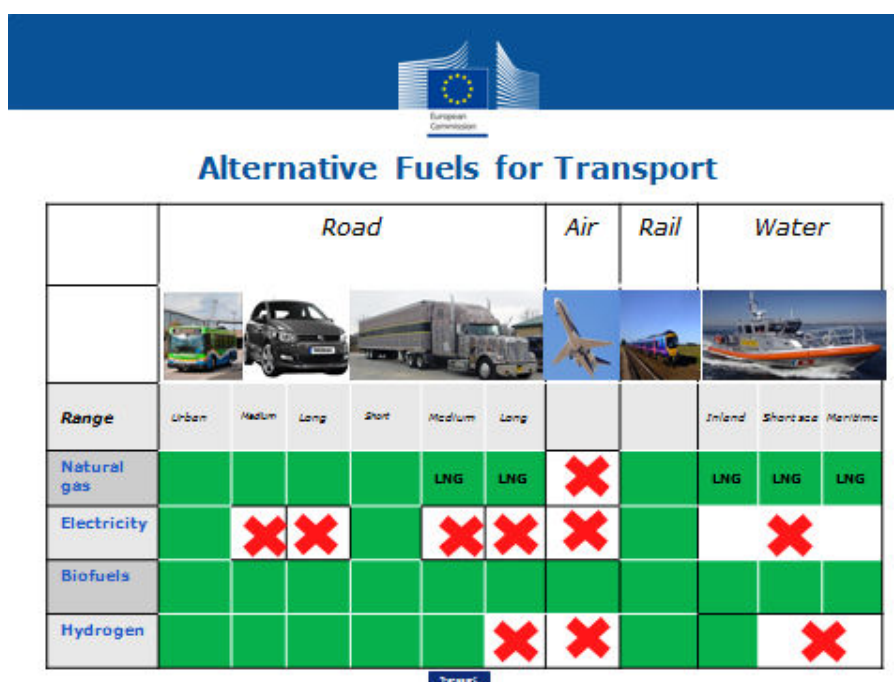 European
Commission
Alternative Fuels for Transport
Road Air Rail Water
Range Urban Medium Long Short Medium Long Inland Short sea Maritime
Natural
gas LNG LNG LNG LNG LNG
Electricity
Biofuels
Hydrogen
Transport